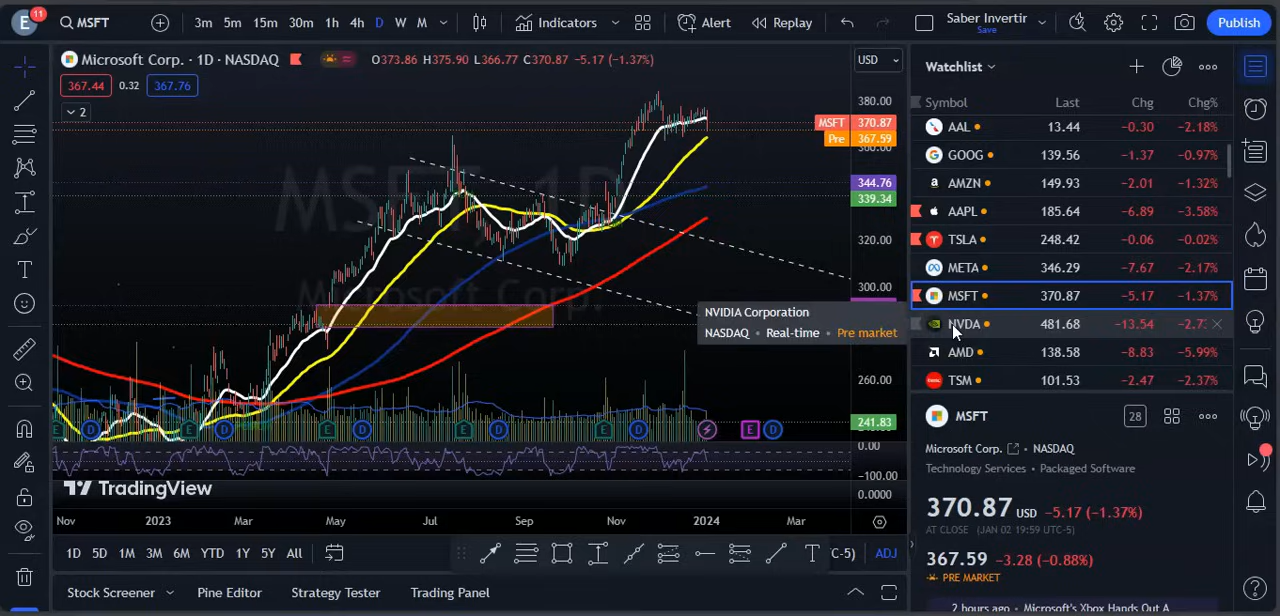 E 11 MSFT 3m 5m 15m 30m 1h 4h D W M Indicators Alert Replay Saber Invertir Save Publish
Microsoft Corp. · 1D · NASDAQ O373.86 H375.90 L366.77 C370.87 −5.17 (−1.37%) USD
367.44 0.32 367.76
2
MSFT, 1D
Microsoft Corp.
380.00
MSFT 370.87
Pre 367.59
360.00
344.76
339.34
320.00
300.00
260.00
241.83
0.00
−100.00
0.0000
E D E D E D E D E D E D
TradingView
Nov 2023 Mar May Jul Sep Nov 2024 Mar
1D 5D 1M 3M 6M YTD 1Y 5Y All C-5) ADJ
Stock Screener Pine Editor Strategy Tester Trading Panel
NVIDIA Corporation
NASDAQ • Real-time • Pre market
Watchlist
Symbol Last Chg Chg%
AAL 13.44 −0.30 −2.18%
GOOG 139.56 −1.37 −0.97%
AMZN 149.93 −2.01 −1.32%
AAPL 185.64 −6.89 −3.58%
TSLA 248.42 −0.06 −0.02%
META 346.29 −7.67 −2.17%
MSFT 370.87 −5.17 −1.37%
NVDA 481.68 −13.54 −2.7
AMD 138.58 −8.83 −5.99%
TSM 101.53 −2.47 −2.37%
MSFT 28
Microsoft Corp. • NASDAQ
Technology Services • Packaged Software
370.87 USD −5.17 (−1.37%)
AT CLOSE (JAN 02 19:59 UTC-5)
367.59 −3.28 (−0.88%)
PRE MARKET
2 hours ago • Microsoft's Xbox Hands Out A